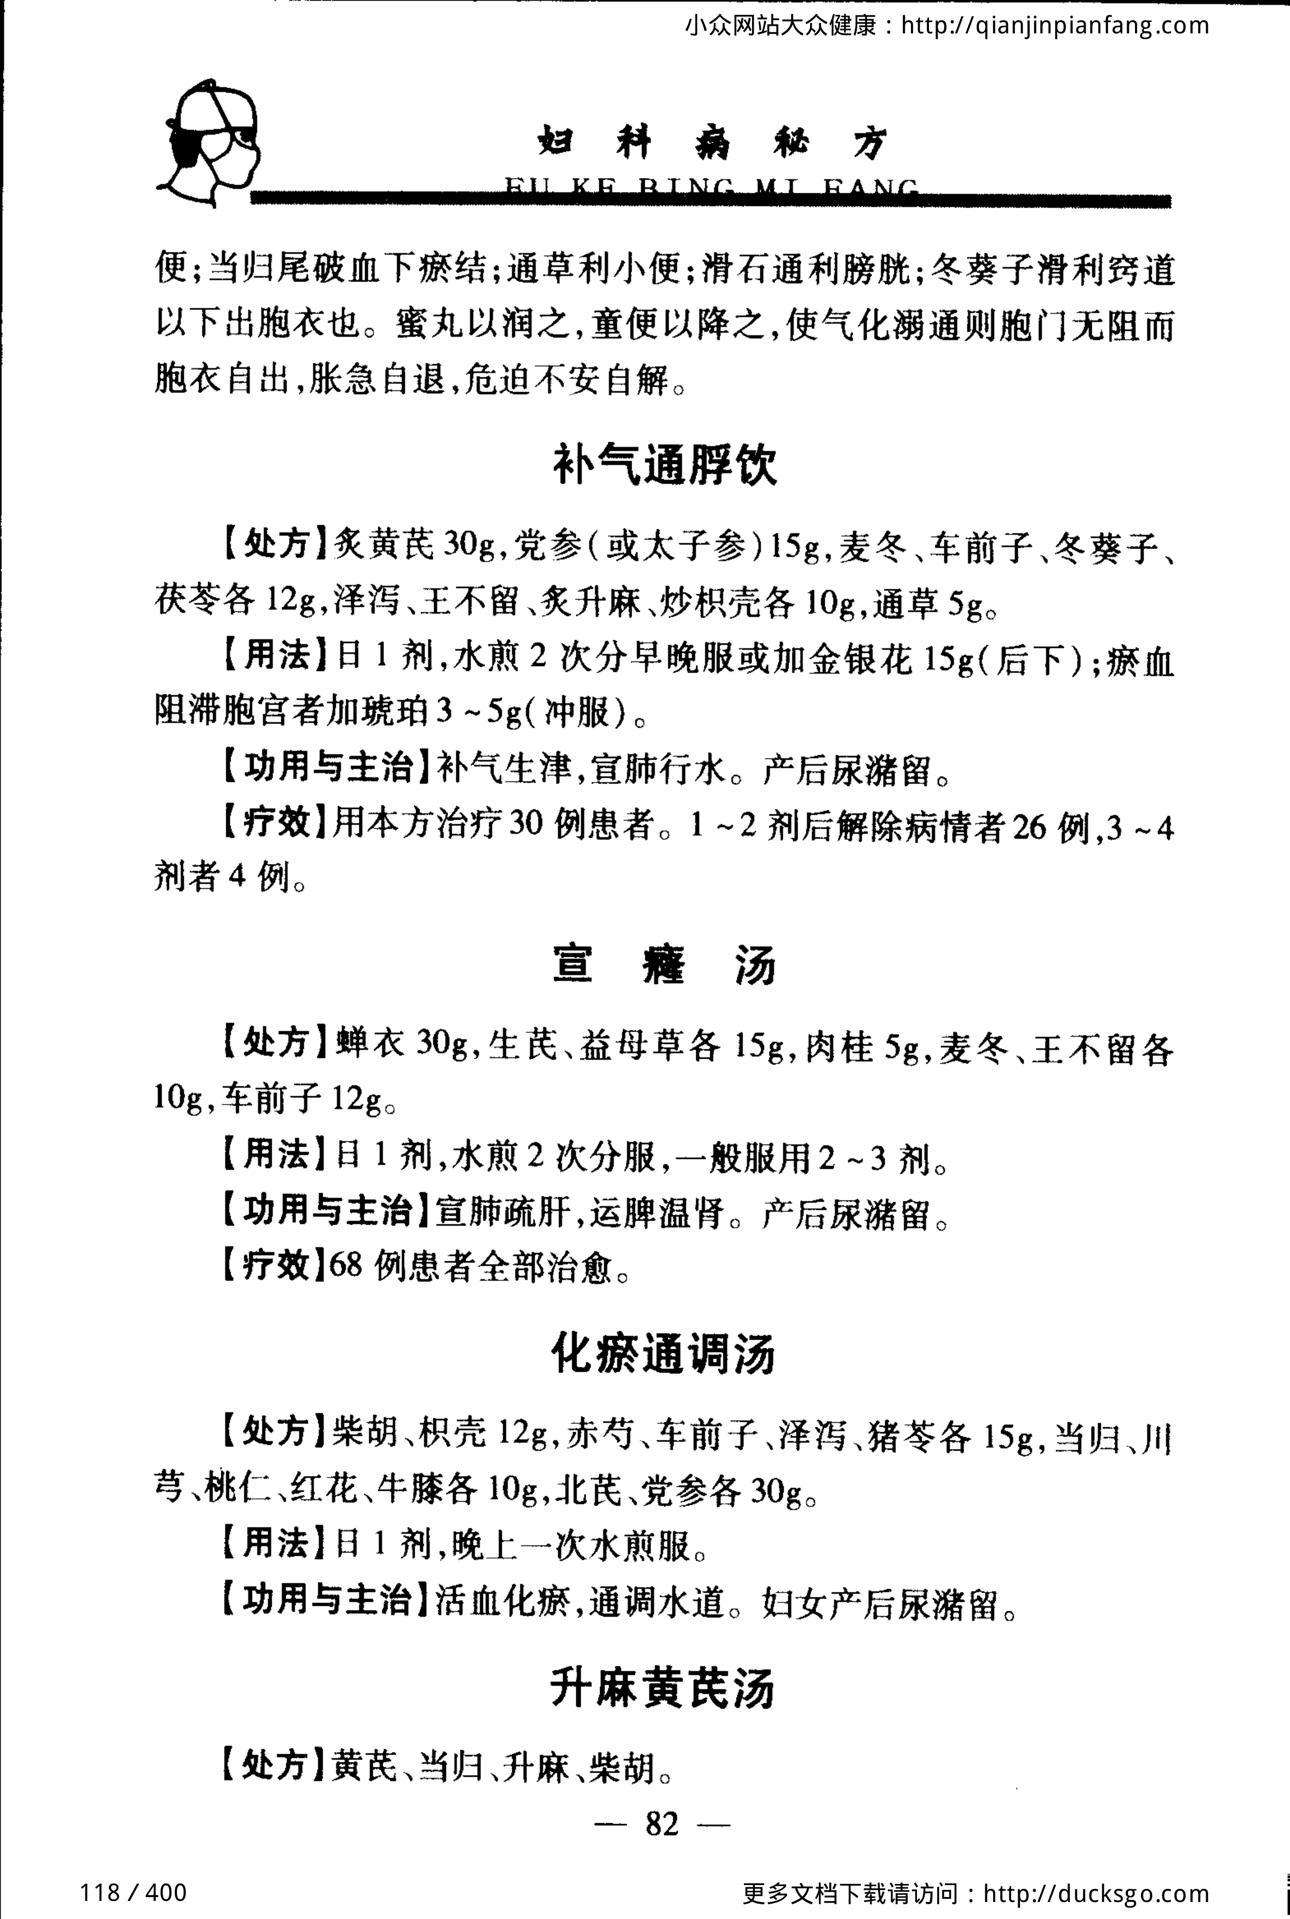 小众网站大众健康：http://qianjinpianfang.com
妇科病秘方
FU KE BING MI FANG
便;当归尾破血下瘀结;通草利小便;滑石通利膀胱;冬葵子滑利窍道
以下出胞衣也。蜜丸以润之,童便以降之,使气化溺通则胞门无阻而
胞衣自出,胀急自退,危迫不安自解。
补气通脬饮
【处方】炙黄芪 30g,党参(或太子参)15g,麦冬、车前子、冬葵子、
茯苓各 12g,泽泻、王不留、炙升麻、炒枳壳各 10g,通草 5g。
【用法】日 1 剂,水煎 2 次分早晚服或加金银花 15g(后下);瘀血
阻滞胞宫者加琥珀 3～5g(冲服)。
【功用与主治】补气生津,宣肺行水。产后尿潴留。
【疗效】用本方治疗 30 例患者。1～2 剂后解除病情者 26 例,3～4
剂者 4 例。
宣癃汤
【处方】蝉衣 30g,生芪、益母草各 15g,肉桂 5g,麦冬、王不留各
10g,车前子 12g。
【用法】日 1 剂,水煎 2 次分服,一般服用 2～3 剂。
【功用与主治】宣肺疏肝,运脾温肾。产后尿潴留。
【疗效】68 例患者全部治愈。
化瘀通调汤
【处方】柴胡、枳壳 12g,赤芍、车前子、泽泻、猪苓各 15g,当归、川
芎、桃仁、红花、牛膝各 10g,北芪、党参各 30g。
【用法】日 1 剂,晚上一次水煎服。
【功用与主治】活血化瘀,通调水道。妇女产后尿潴留。
升麻黄芪汤
【处方】黄芪、当归、升麻、柴胡。
— 82 —
118 / 400
更多文档下载请访问：http://ducksgo.com